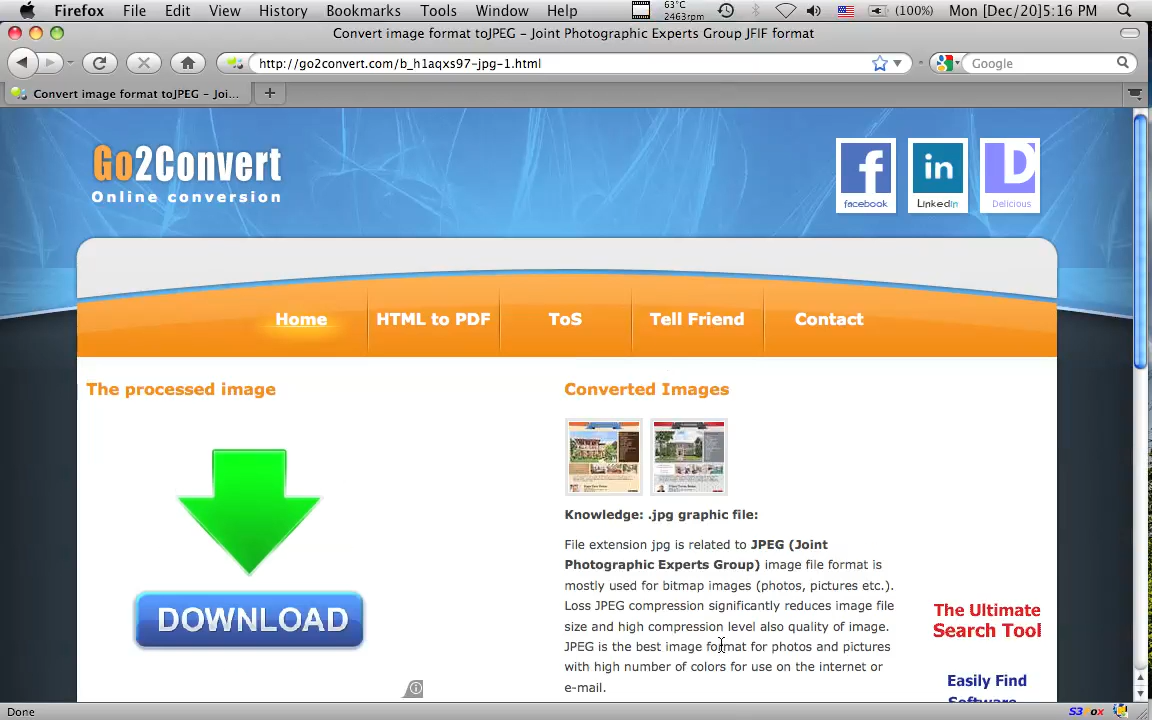 Firefox File Edit View History Bookmarks Tools Window Help 63°C 2463rpm (100%) Mon [Dec/20]5:16 PM
Convert image format toJPEG - Joint Photographic Experts Group JFIF format
http://go2convert.com/b_h1aqxs97-jpg-1.html Google
Convert image format toJPEG - Joi...
Go2Convert
Online conversion
facebook LinkedIn Delicious
Home HTML to PDF ToS Tell Friend Contact
The processed image
DOWNLOAD
Converted Images
Knowledge: .jpg graphic file:
File extension jpg is related to JPEG (Joint
Photographic Experts Group) image file format is
mostly used for bitmap images (photos, pictures etc.).
Loss JPEG compression significantly reduces image file
size and high compression level also quality of image.
JPEG is the best image format for photos and pictures
with high number of colors for use on the internet or
e-mail.
The Ultimate
Search Tool
Easily Find
Software
Done